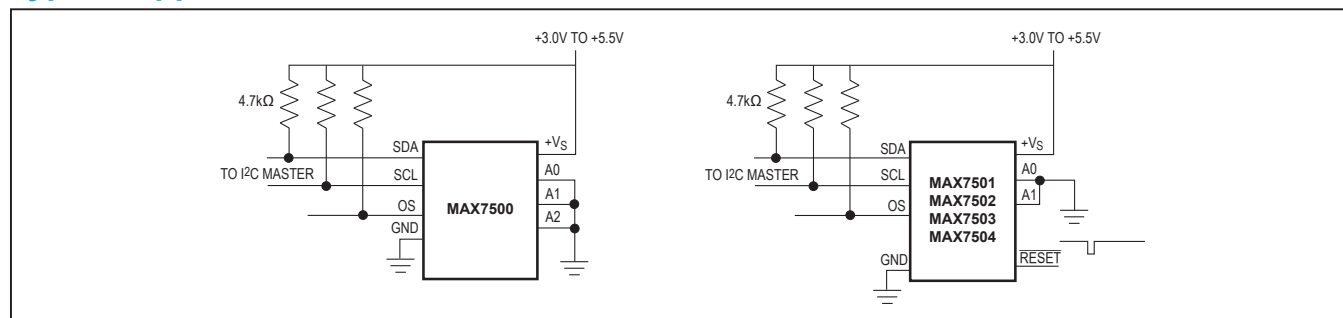 +3.0V TO +5.5V
4.7kΩ
SDA
+VS
TO I2C MASTER
SCL
A0
OS
MAX7500
A1
A2
GND
+3.0V TO +5.5V
4.7kΩ
SDA
+VS
TO I2C MASTER
SCL
A0
MAX7501
MAX7502
MAX7503
MAX7504
OS
A1
GND
RESET